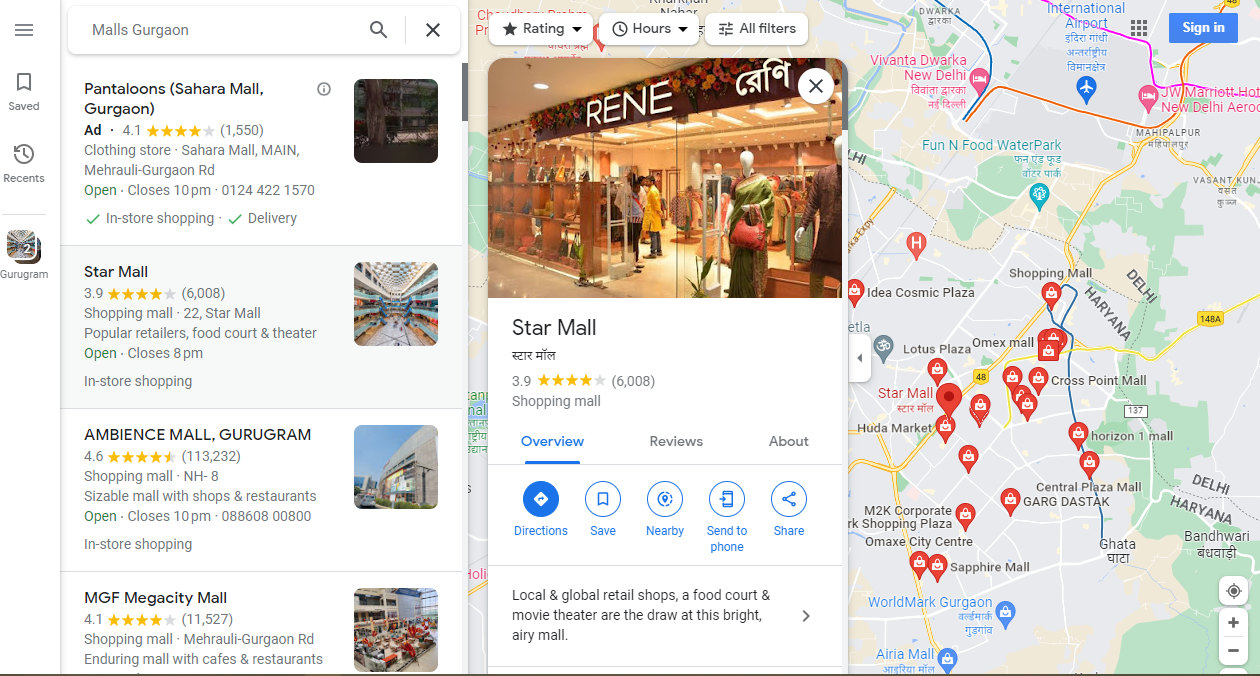 Malls Gurgaon
Saved
Recents
2
Gurugram
Pantaloons (Sahara Mall,
Gurgaon)
Ad · 4.1 (1,550)
Clothing store · Sahara Mall, MAIN,
Mehrauli-Gurgaon Rd
Open · Closes 10 pm · 0124 422 1570
In-store shopping · Delivery
Star Mall
3.9 (6,008)
Shopping mall · 22, Star Mall
Popular retailers, food court & theater
Open · Closes 8 pm
In-store shopping
AMBIENCE MALL, GURUGRAM
4.6 (113,232)
Shopping mall · NH- 8
Sizable mall with shops & restaurants
Open · Closes 10 pm · 088608 00800
In-store shopping
MGF Megacity Mall
4.1 (11,527)
Shopping mall · Mehrauli-Gurgaon Rd
Enduring mall with cafes & restaurants
Rating
Hours
All filters
RENE
रेणि
Star Mall
स्टार मॉल
3.9 (6,008)
Shopping mall
Overview
Reviews
About
Directions
Save
Nearby
Send to
phone
Share
Local & global retail shops, a food court &
movie theater are the draw at this bright,
airy mall.
Sign in
DWARKA
द्वारका
International
Airport
इंदिरा गांधी
अन्तर्राष्ट्रीय
विमानक्षेत्र
Vivanta Dwarka
New Delhi
विवांता द्वारका
नई दिल्ली
JW Marriott Hot
New Delhi Aeroc
MAHIPALPUR
महिपालपुर
Fun N Food WaterPark
फन एंड फूड
वॉटर पार्क
VASANT KUN
वसंत
कुञ्ज
Shopping Mall
DELHI
HARYANA
Idea Cosmic Plaza
148A
Omex mall
Lotus Plaza
48
Cross Point Mall
Star Mall
स्टार मॉल
137
Huda Market
horizon 1 mall
Central Plaza Mall
GARG DASTAK
DELHI
HARYANA
M2K Corporate
rk Shopping Plaza
Omaxe City Centre
Ghata
घाटा
Bandhwari
बंधवाड़ी
Sapphire Mall
WorldMark Gurugaon
वर्ल्डमार्क
गुड़गांव
Airia Mall
आइरिया मॉल